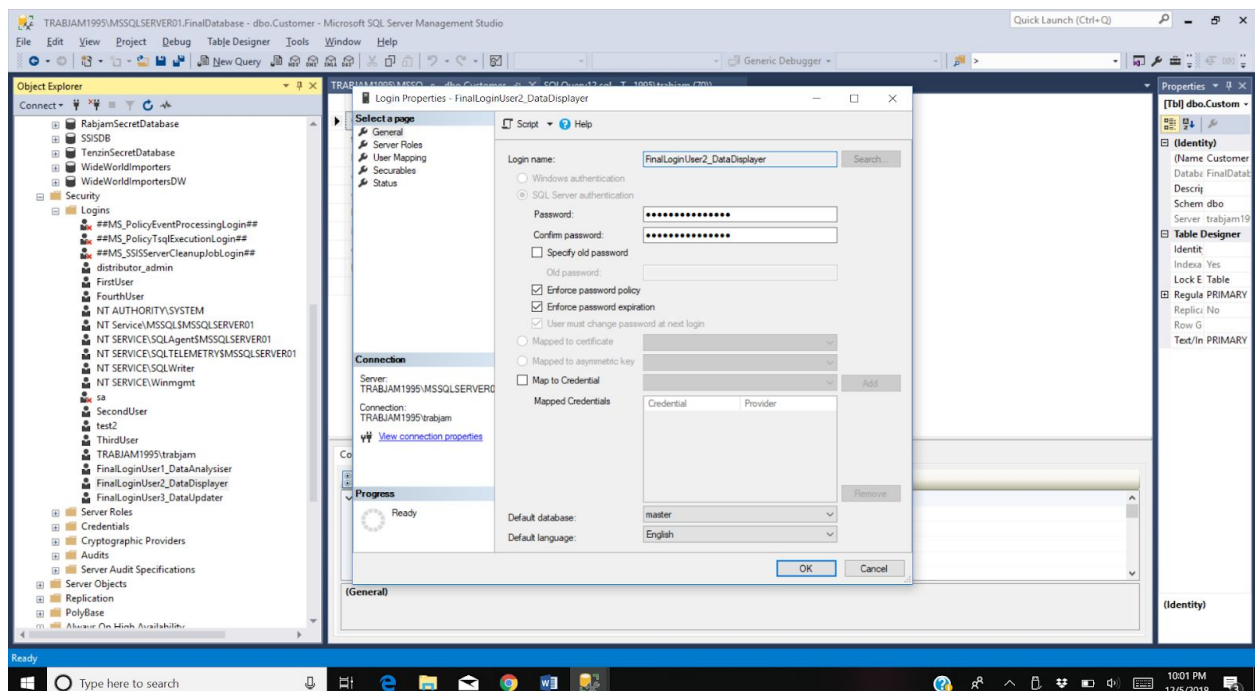 TRABJAM1995\MSSQLSERVER01.FinalDatabase - dbo.Customer - Microsoft SQL Server Management Studio
Quick Launch (Ctrl+Q)
File Edit View Project Debug Table Designer Tools Window Help
New Query
Generic Debugger
Object Explorer
Connect
RabjamSecretDatabase
SSISDB
TenzinSecretDatabase
WideWorldImporters
WideWorldImportersDW
Security
Logins
##MS_PolicyEventProcessingLogin##
##MS_PolicyTsqlExecutionLogin##
##MS_SSISServerCleanupJobLogin##
distributor_admin
FirstUser
FourthUser
NT AUTHORITY\SYSTEM
NT Service\MSSQL$MSSQLSERVER01
NT SERVICE\SQLAgent$MSSQLSERVER01
NT SERVICE\SQLTELEMETRY$MSSQLSERVER01
NT SERVICE\SQLWriter
NT SERVICE\Winmgmt
sa
SecondUser
test2
ThirdUser
TRABJAM1995\trabjam
FinalLoginUser1_DataAnalysiser
FinalLoginUser2_DataDisplayer
FinalLoginUser3_DataUpdater
Server Roles
Credentials
Cryptographic Providers
Audits
Server Audit Specifications
Server Objects
Replication
PolyBase
Always On High Availability
Login Properties - FinalLoginUser2_DataDisplayer
Select a page
General
Server Roles
User Mapping
Securables
Status
Connection
Server:
TRABJAM1995\MSSQLSERVER0
Connection:
TRABJAM1995\trabjam
View connection properties
Progress
Ready
Script Help
Login name: FinalLoginUser2_DataDisplayer Search...
Windows authentication
SQL Server authentication
Password:
Confirm password:
Specify old password
Old password:
Enforce password policy
Enforce password expiration
User must change password at next login
Mapped to certificate
Mapped to asymmetric key
Map to Credential Add
Mapped Credentials Credential Provider
Remove
Default database: master
Default language: English
OK Cancel
Co
(General)
Properties
[Tbl] dbo.Custom
(Identity)
(Name Customer
Databa FinalDatab
Descrip
Schem dbo
Server trabjam19
Table Designer
Identit
Indexa Yes
Lock E Table
Regula PRIMARY
Replica No
Row G
Text/In PRIMARY
(Identity)
Ready
Type here to search
10:01 PM
12/5/2019